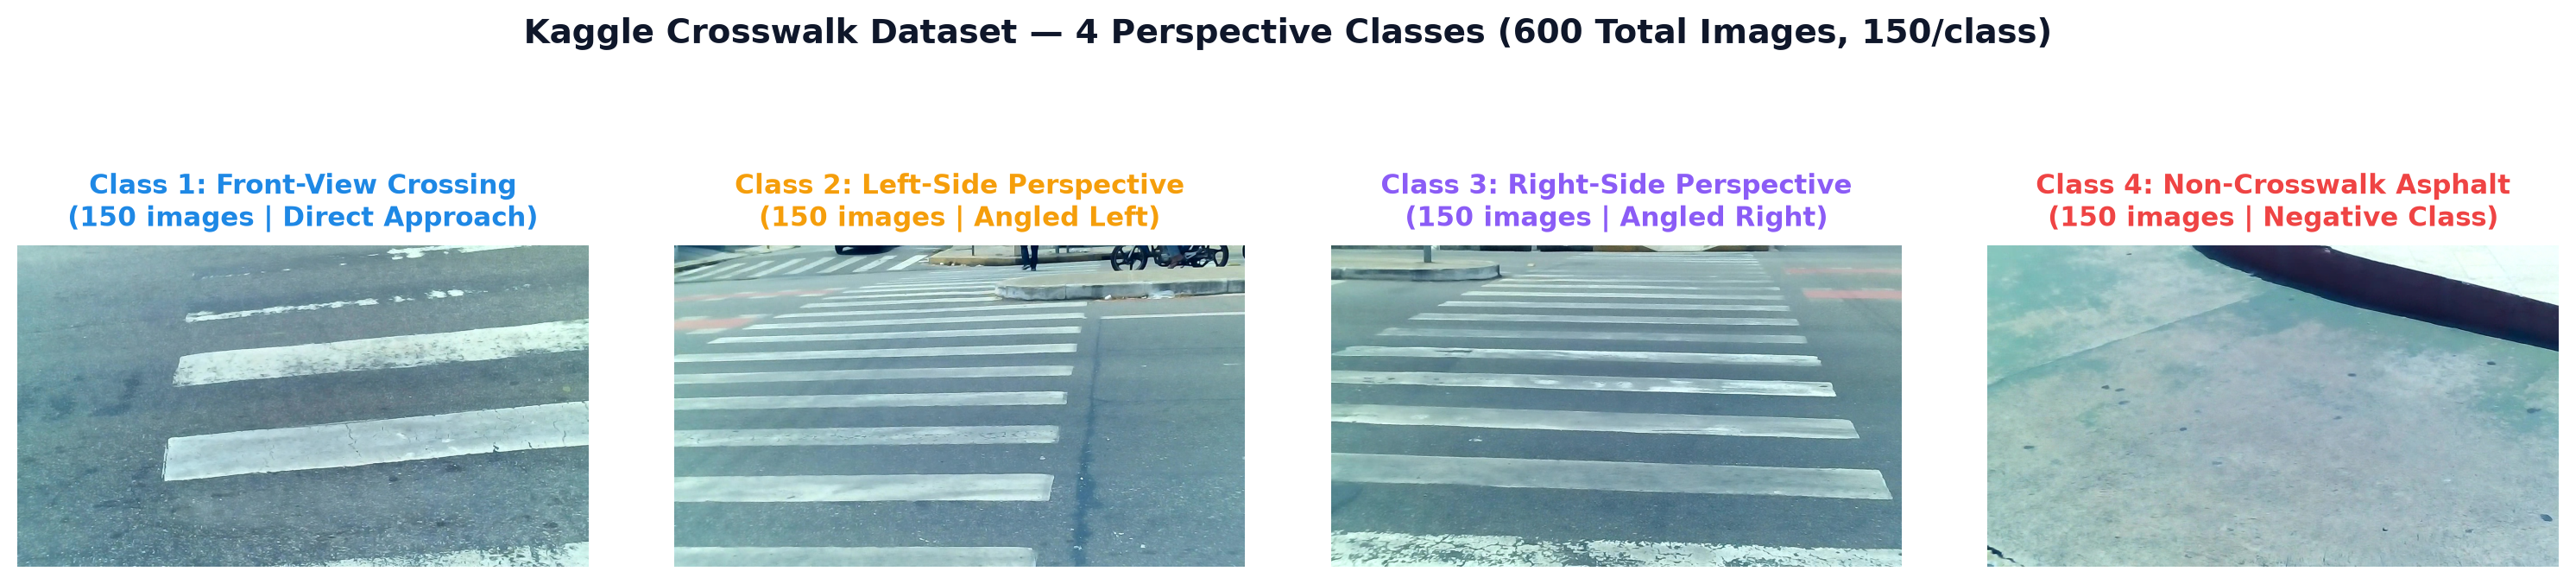 Kaggle Crosswalk Dataset — 4 Perspective Classes (600 Total Images, 150/class)
Class 1: Front-View Crossing
(150 images | Direct Approach)
Class 2: Left-Side Perspective
(150 images | Angled Left)
Class 3: Right-Side Perspective
(150 images | Angled Right)
Class 4: Non-Crosswalk Asphalt
(150 images | Negative Class)